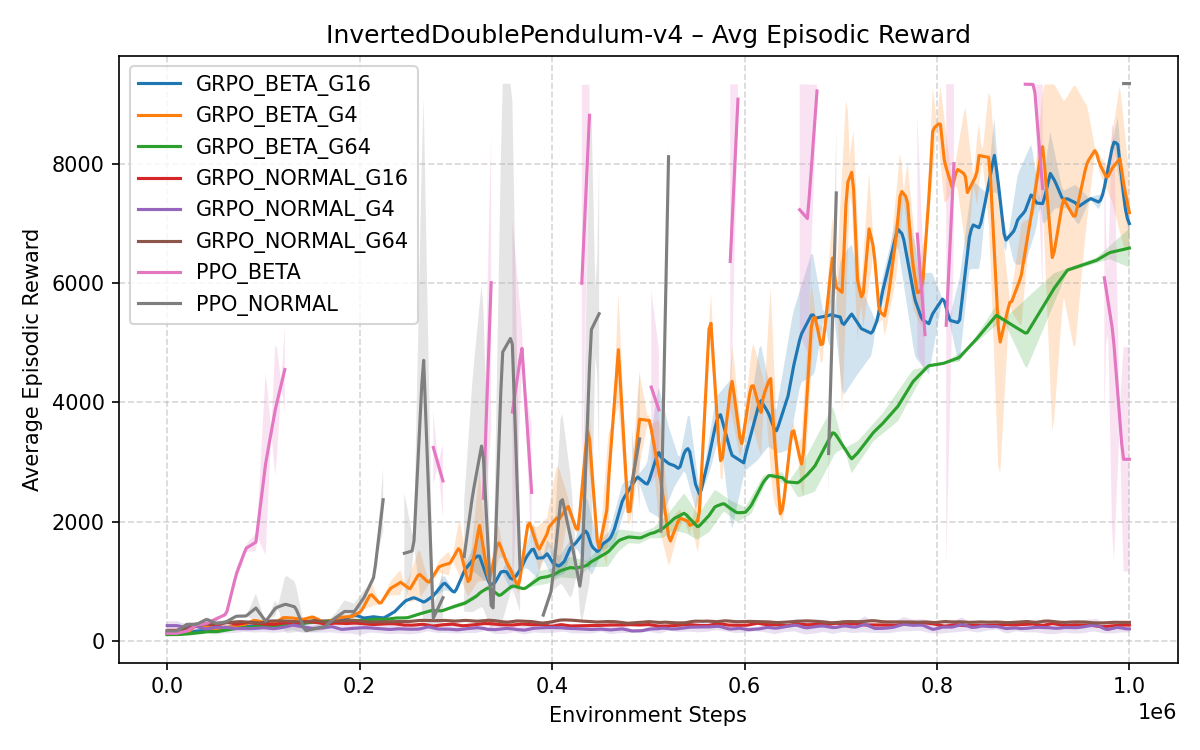 InvertedDoublePendulum-v4 – Avg Episodic Reward
GRPO_BETA_G16
GRPO_BETA_G4
GRPO_BETA_G64
GRPO_NORMAL_G16
GRPO_NORMAL_G4
GRPO_NORMAL_G64
PPO_BETA
PPO_NORMAL
Average Episodic Reward
8000
6000
4000
2000
0
0.0 0.2 0.4 0.6 0.8 1.0
1e6
Environment Steps